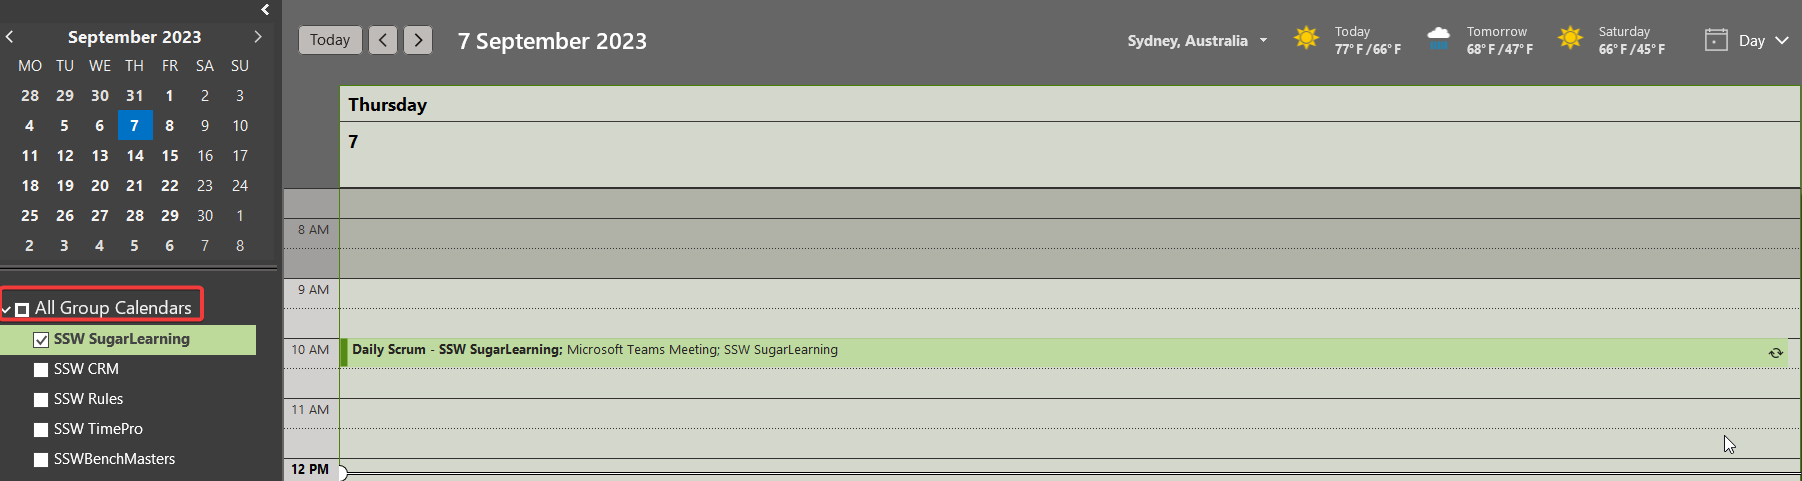 September 2023
MO TU WE TH FR SA SU
28 29 30 31 1 2 3
4 5 6 7 8 9 10
11 12 13 14 15 16 17
18 19 20 21 22 23 24
25 26 27 28 29 30 1
2 3 4 5 6 7 8
All Group Calendars
SSW SugarLearning
SSW CRM
SSW Rules
SSW TimePro
SSWBenchMasters
Today
7 September 2023
Sydney, Australia
Today
77° F /66° F
Tomorrow
68° F /47° F
Saturday
66° F /45° F
Day
Thursday
7
8 AM
9 AM
10 AM
Daily Scrum - SSW SugarLearning; Microsoft Teams Meeting; SSW SugarLearning
11 AM
12 PM